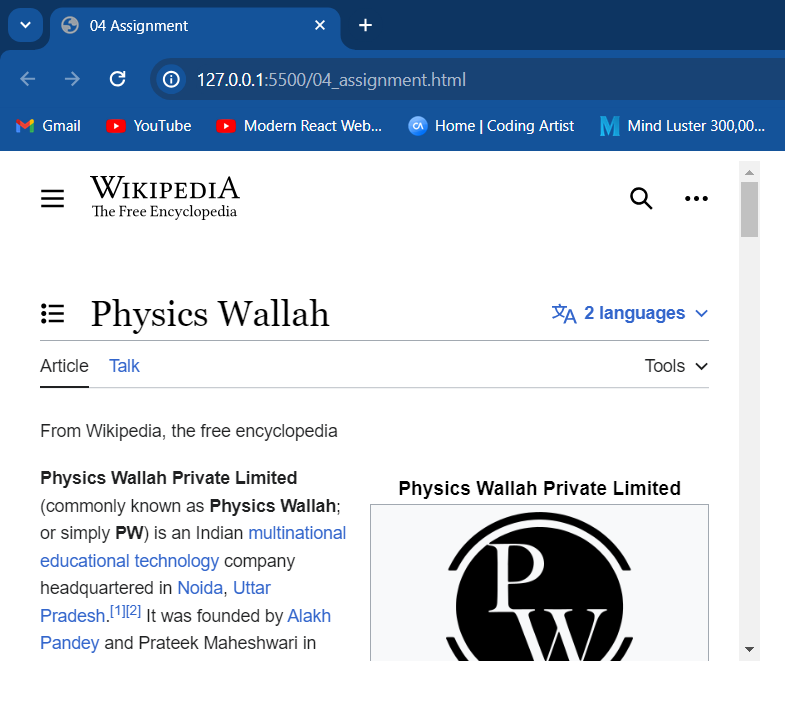 04 Assignment
127.0.0.1:5500/04_assignment.html
Gmail YouTube Modern React Web... Home | Coding Artist Mind Luster 300,00...
WIKIPEDIA
The Free Encyclopedia
Physics Wallah 2 languages
Article Talk Tools
From Wikipedia, the free encyclopedia
Physics Wallah Private Limited
(commonly known as Physics Wallah;
or simply PW) is an Indian multinational
educational technology company
headquartered in Noida, Uttar
Pradesh.[1][2] It was founded by Alakh
Pandey and Prateek Maheshwari in
Physics Wallah Private Limited
PW